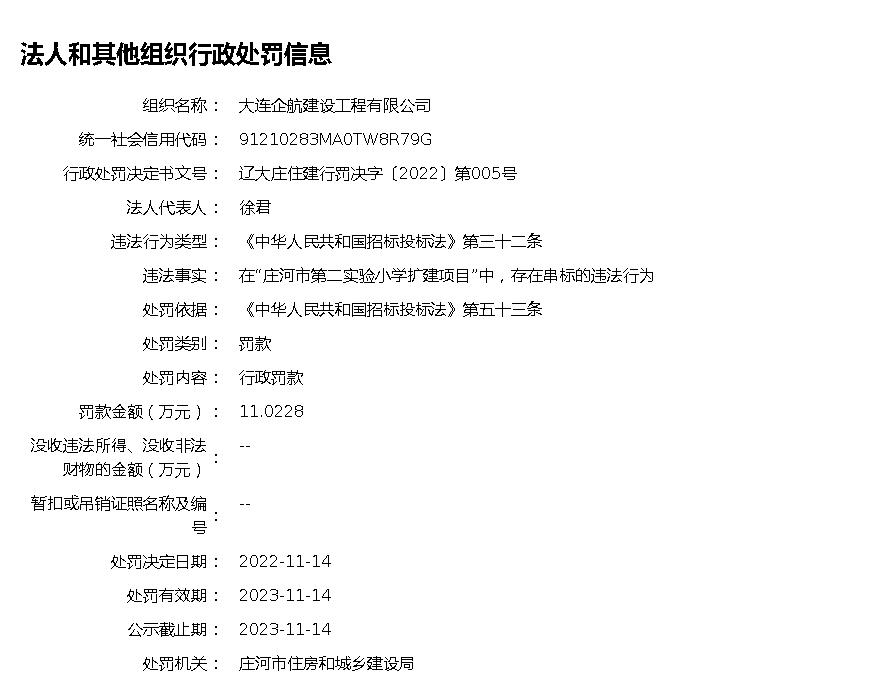 法人和其他组织行政处罚信息
组织名称： 大连企航建设工程有限公司
统一社会信用代码： 91210283MA0TW8R79G
行政处罚决定书文号： 辽大庄住建行罚决字〔2022〕第005号
法人代表人： 徐君
违法行为类型： 《中华人民共和国招标投标法》第三十二条
违法事实： 在“庄河市第二实验小学扩建项目”中，存在串标的违法行为
处罚依据： 《中华人民共和国招标投标法》第五十三条
处罚类别： 罚款
处罚内容： 行政罚款
罚款金额（万元）： 11.0228
没收违法所得、没收非法 --
财物的金额（万元）：
暂扣或吊销证照名称及编 --
号：
处罚决定日期： 2022-11-14
处罚有效期： 2023-11-14
公示截止期： 2023-11-14
处罚机关： 庄河市住房和城乡建设局